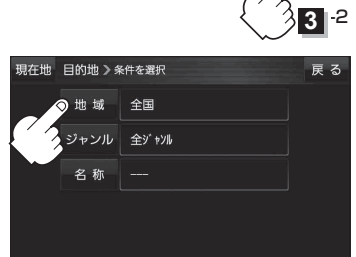 3 -2
現在地 目的地 > 条件を選択 戻る
地域 全国
ジャンル 全ｼﾞｬﾝﾙ
名称 ---